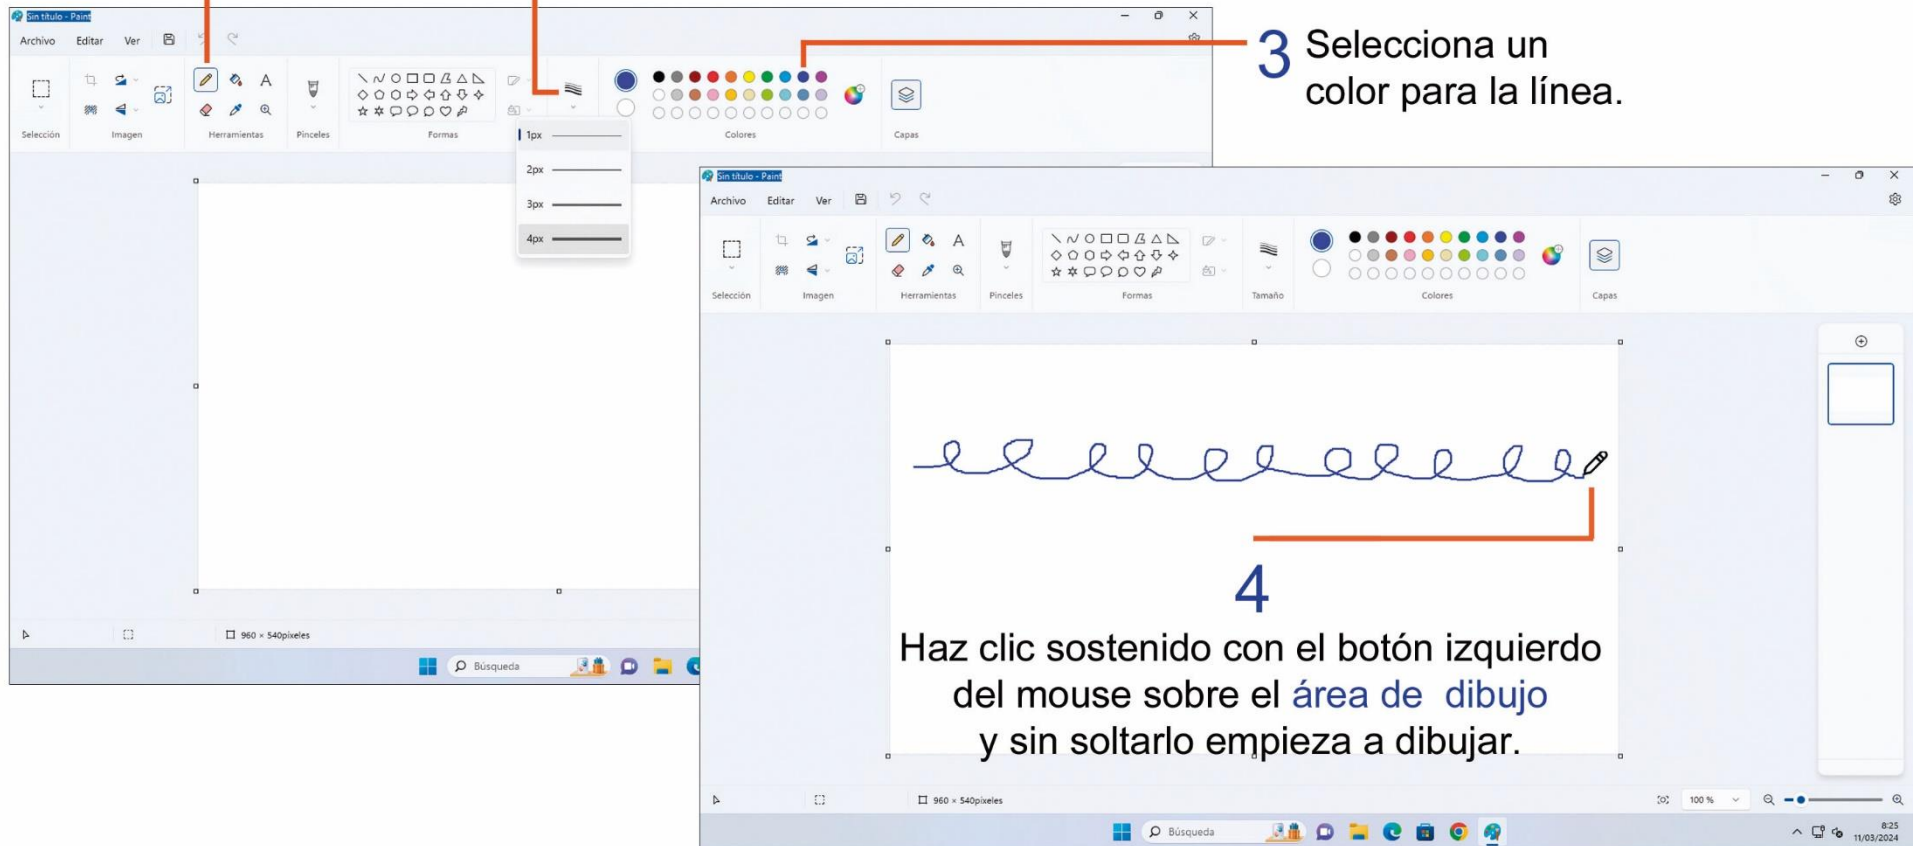 Sin título - Paint
Archivo Editar Ver
Selección Imagen Herramientas Pinceles Formas Colores Capas
1px
2px
3px
4px
3 Selecciona un
color para la línea.
960 × 540píxeles
Búsqueda
Sin título - Paint
Archivo Editar Ver
Selección Imagen Herramientas Pinceles Formas Tamaño Colores Capas
4
Haz clic sostenido con el botón izquierdo
del mouse sobre el área de dibujo
y sin soltarlo empieza a dibujar.
960 × 540píxeles
100 %
Búsqueda
8:25
11/03/2024